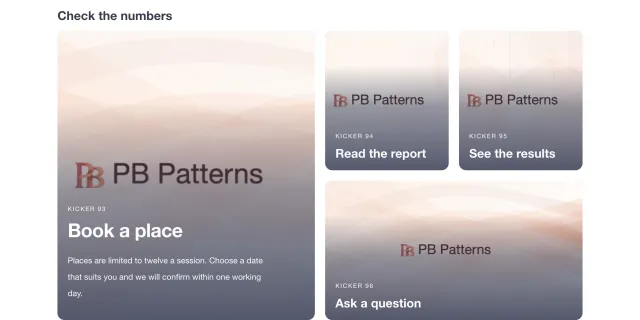 Check the numbers
PB Patterns
KICKER 93
Book a place
Places are limited to twelve a session. Choose a date
that suits you and we will confirm within one working
day.
PB Patterns
KICKER 94
Read the report
PB Patterns
KICKER 95
See the results
PB Patterns
KICKER 96
Ask a question